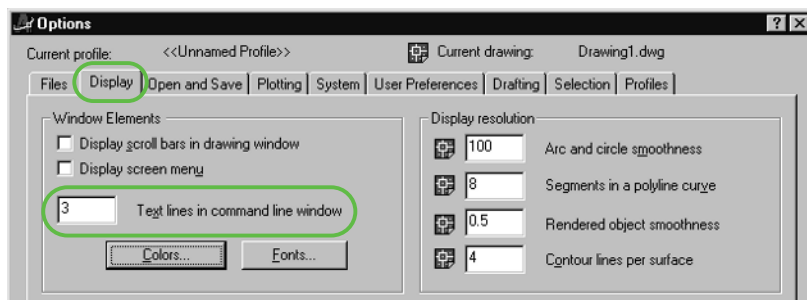 Options
Current profile: <<Unnamed Profile>> Current drawing: Drawing1.dwg
Files Display Open and Save Plotting System User Preferences Drafting Selection Profiles
Window Elements
Display scroll bars in drawing window
Display screen menu
3 Text lines in command line window
Colors... Fonts...
Display resolution
100 Arc and circle smoothness
8 Segments in a polyline curve
0.5 Rendered object smoothness
4 Contour lines per surface